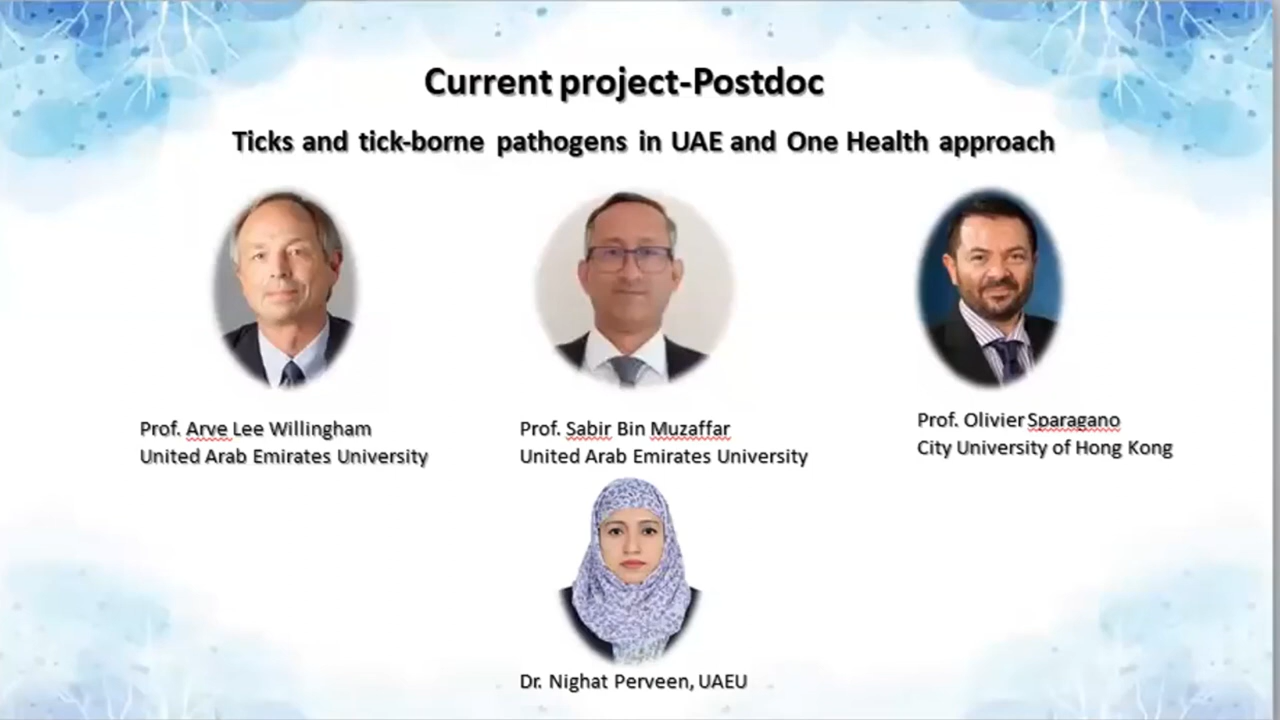 Current project-Postdoc
Ticks and tick-borne pathogens in UAE and One Health approach
Prof. Arve Lee Willingham
United Arab Emirates University
Prof. Sabir Bin Muzaffar
United Arab Emirates University
Prof. Olivier Sparagano
City University of Hong Kong
Dr. Nighat Perveen, UAEU